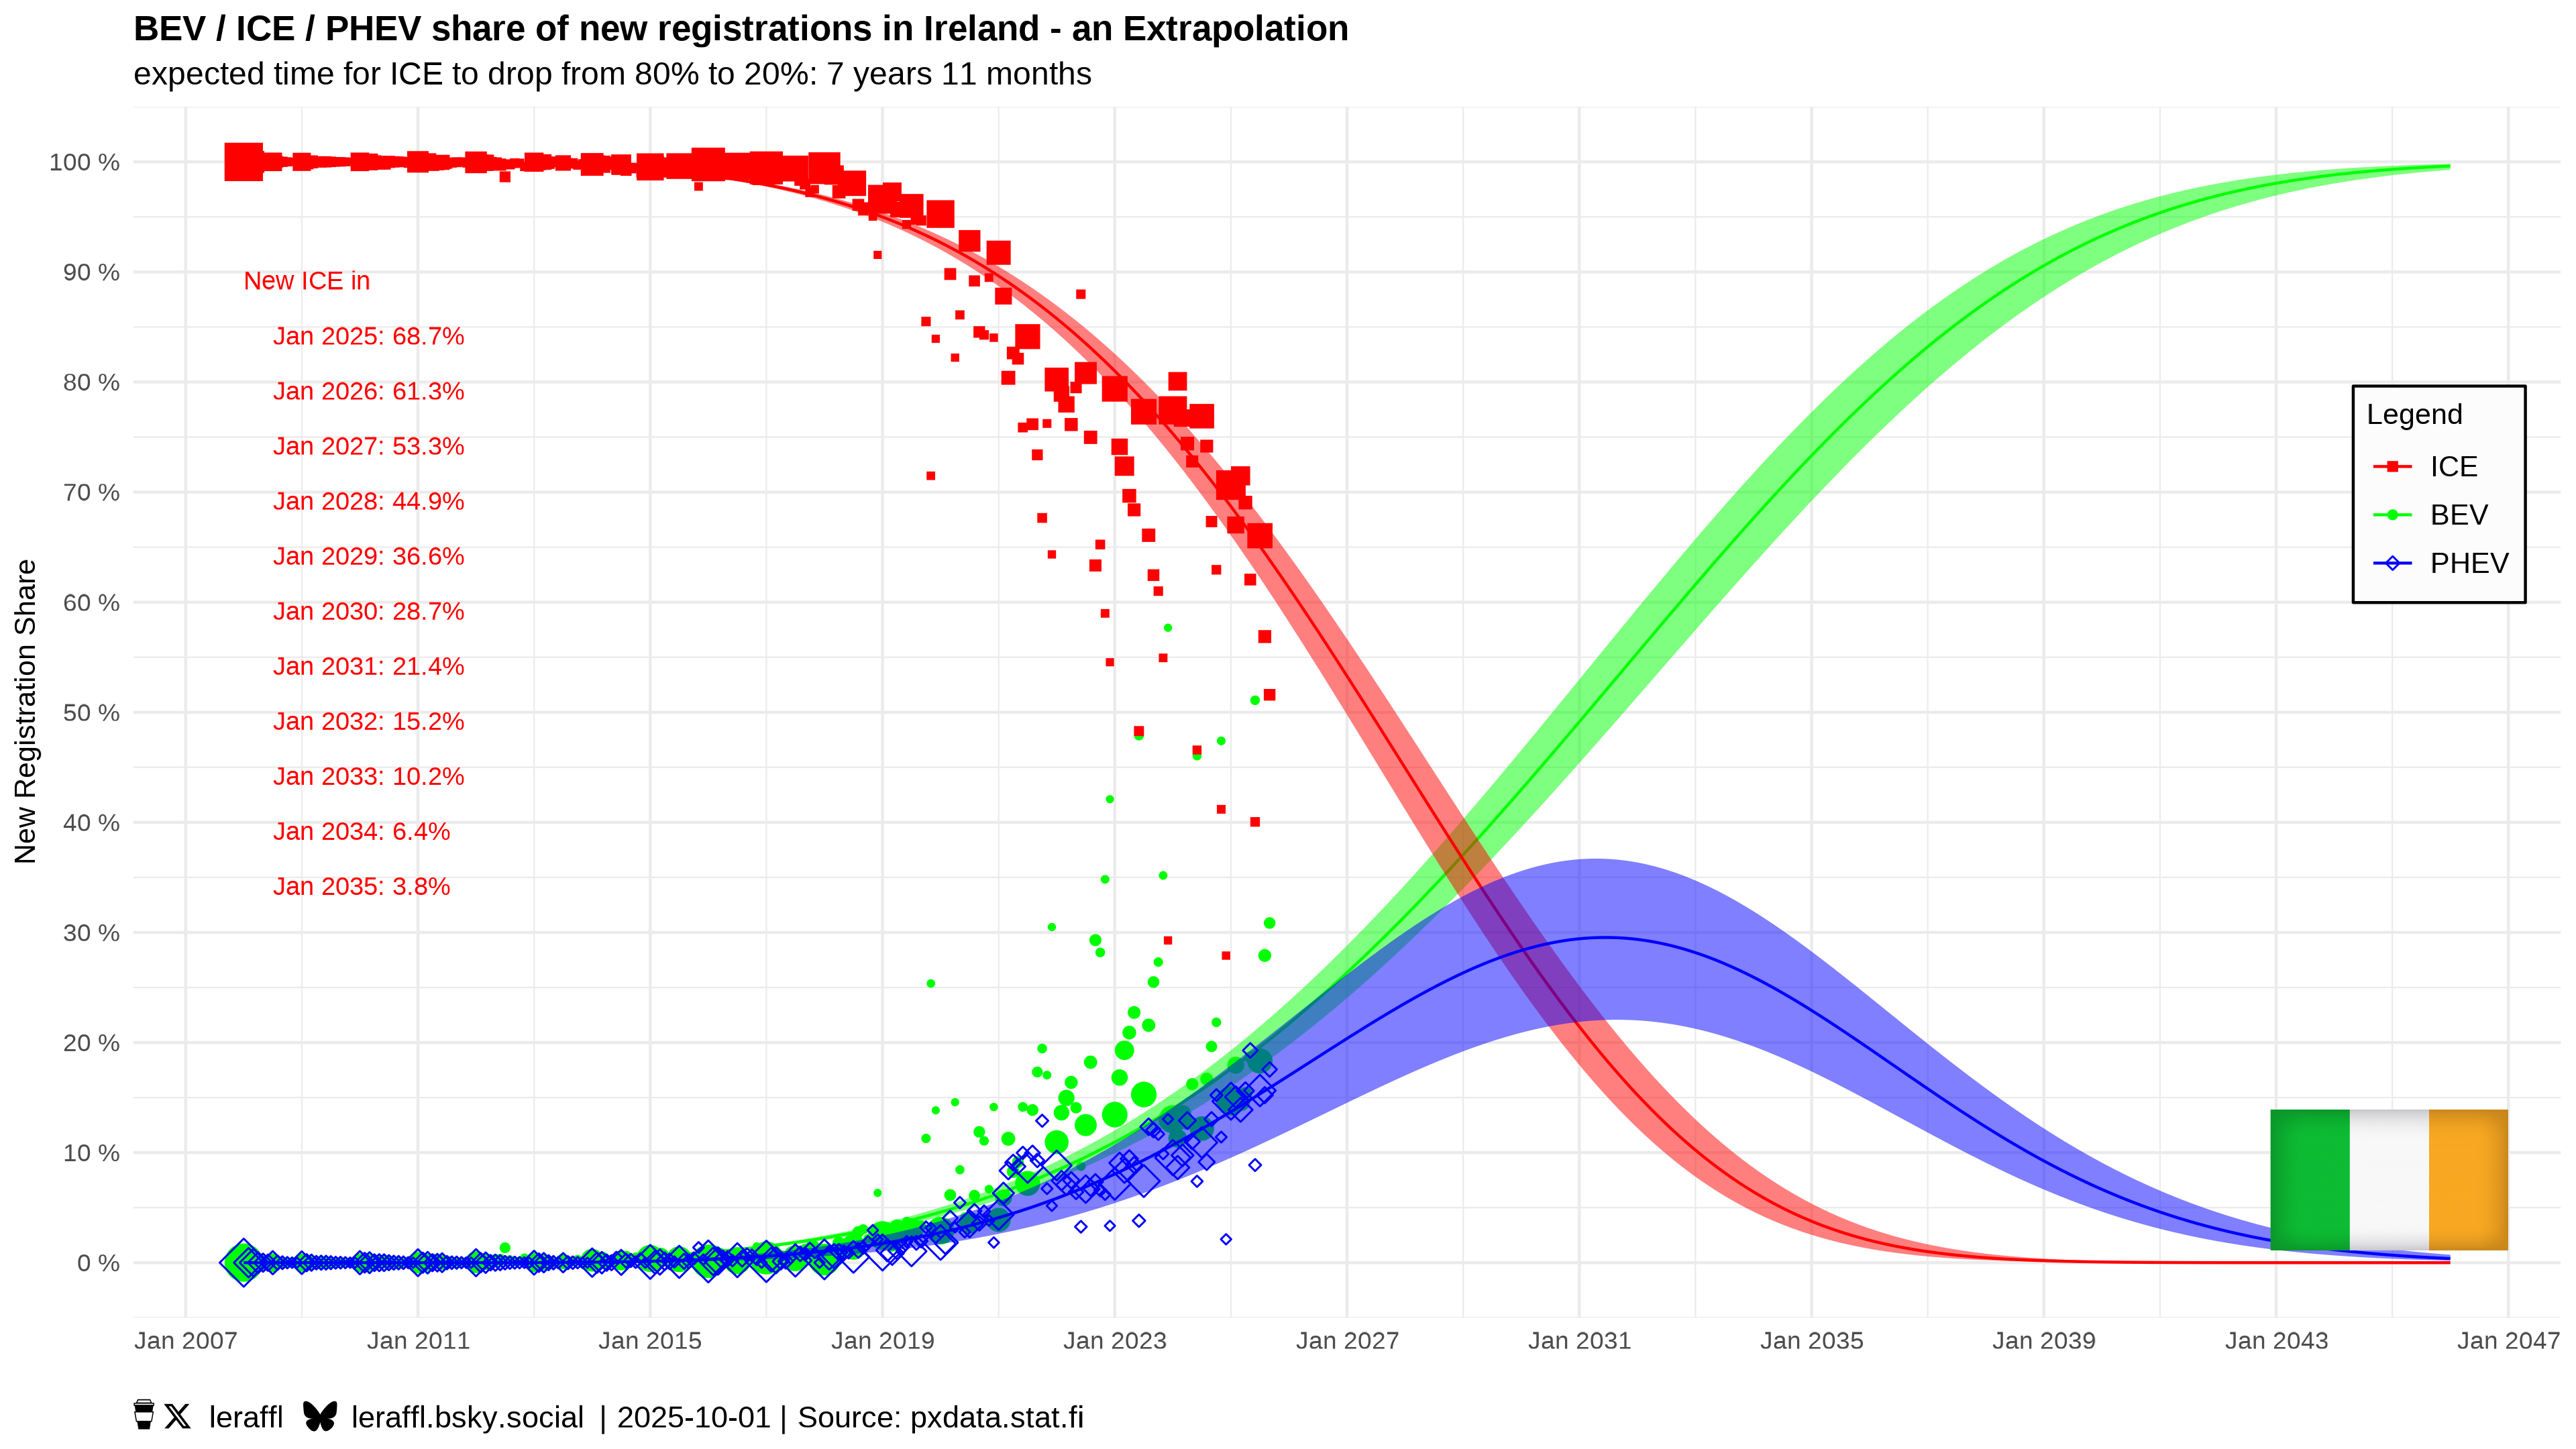 BEV / ICE / PHEV share of new registrations in Ireland - an Extrapolation
expected time for ICE to drop from 80% to 20%: 7 years 11 months
New Registration Share
100 %
90 %
80 %
70 %
60 %
50 %
40 %
30 %
20 %
10 %
0 %
New ICE in
Jan 2025: 68.7%
Jan 2026: 61.3%
Jan 2027: 53.3%
Jan 2028: 44.9%
Jan 2029: 36.6%
Jan 2030: 28.7%
Jan 2031: 21.4%
Jan 2032: 15.2%
Jan 2033: 10.2%
Jan 2034: 6.4%
Jan 2035: 3.8%
Legend
ICE
BEV
PHEV
Jan 2007 Jan 2011 Jan 2015 Jan 2019 Jan 2023 Jan 2027 Jan 2031 Jan 2035 Jan 2039 Jan 2043 Jan 2047
leraffl leraffl.bsky.social | 2025-10-01 | Source: pxdata.stat.fi